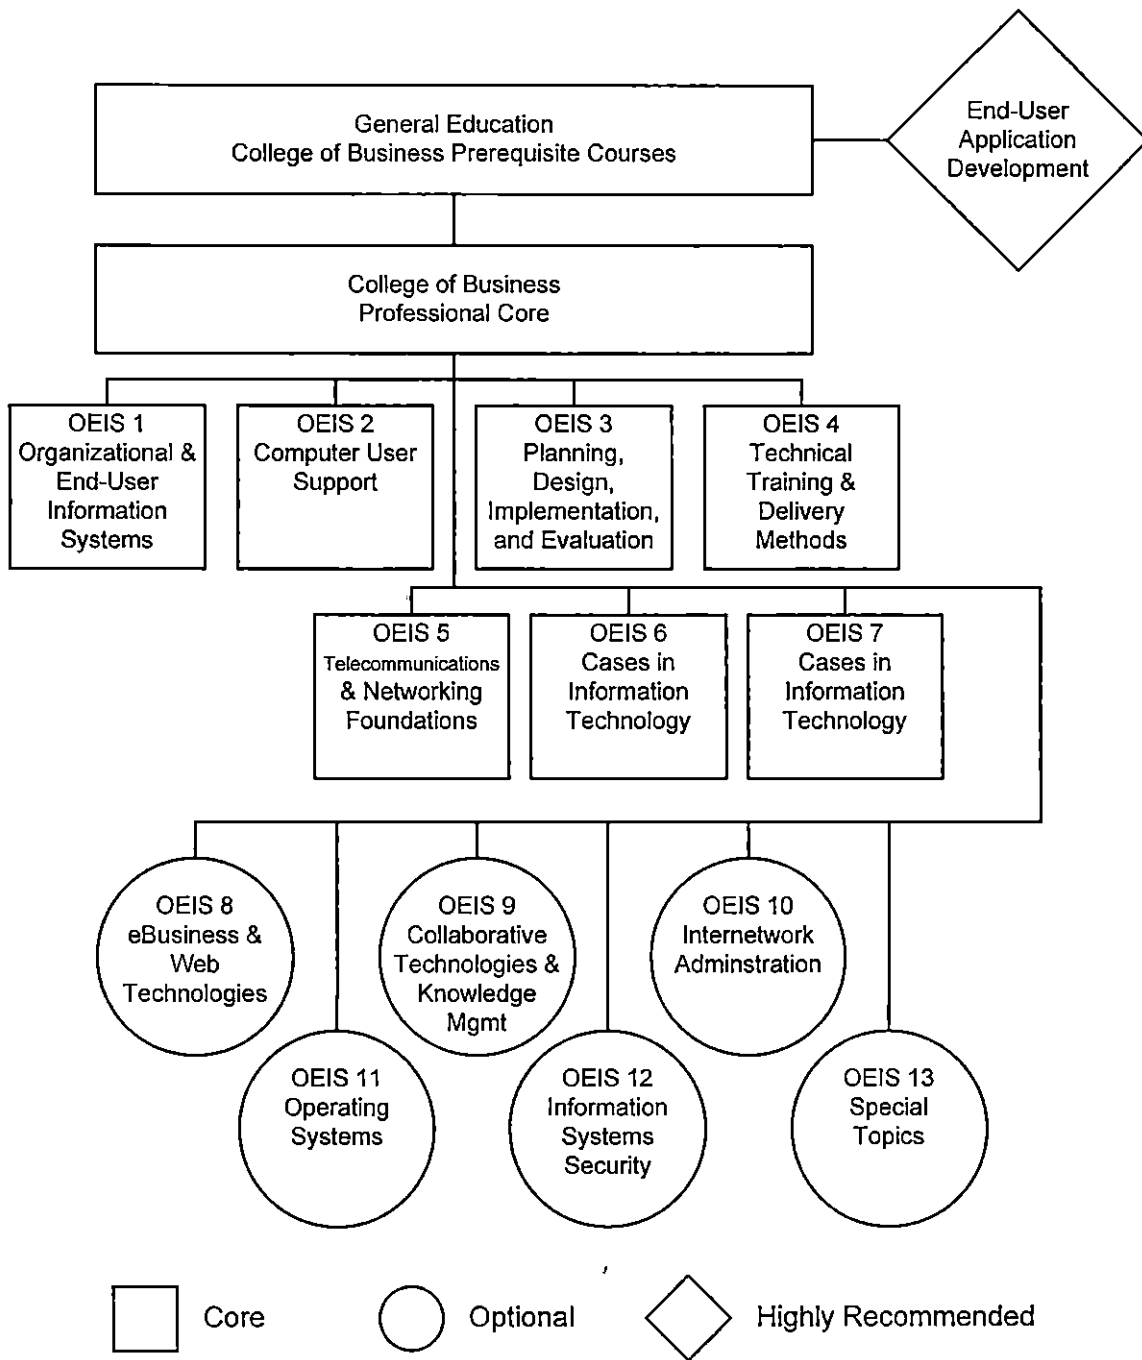 General Education
College of Business Prerequisite Courses
End-User
Application
Development
College of Business
Professional Core
OEIS 1
Organizational &
End-User
Information
Systems
OEIS 2
Computer User
Support
OEIS 3
Planning,
Design,
Implementation,
and Evaluation
OEIS 4
Technical
Training &
Delivery
Methods
OEIS 5
Telecommunications
& Networking
Foundations
OEIS 6
Cases in
Information
Technology
OEIS 7
Cases in
Information
Technology
OEIS 8
eBusiness &
Web
Technologies
OEIS 9
Collaborative
Technologies &
Knowledge
Mgmt
OEIS 10
Internetwork
Adminstration
OEIS 11
Operating
Systems
OEIS 12
Information
Systems
Security
OEIS 13
Special
Topics
Core
Optional
Highly Recommended